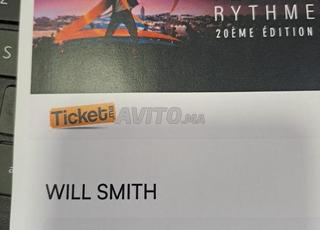 RYTHME
20ÈME ÉDITION
Ticket AVITO.MA
WILL SMITH